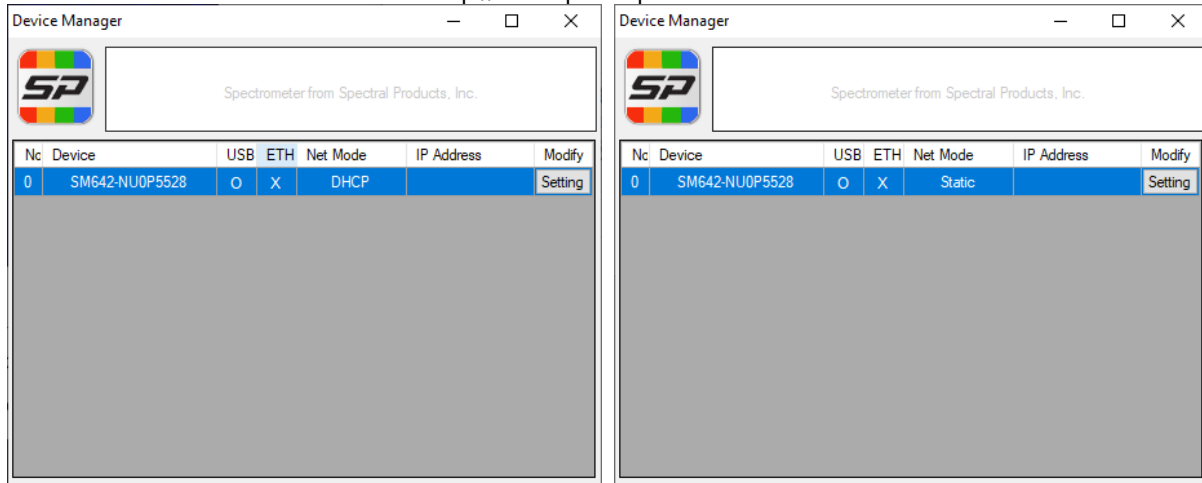 Device Manager
SP
Spectrometer from Spectral Products, Inc.
Nc Device USB ETH Net Mode IP Address Modify
0 SM642-NU0P5528 O X DHCP Setting
Device Manager
SP
Spectrometer from Spectral Products, Inc.
Nc Device USB ETH Net Mode IP Address Modify
0 SM642-NU0P5528 O X Static Setting